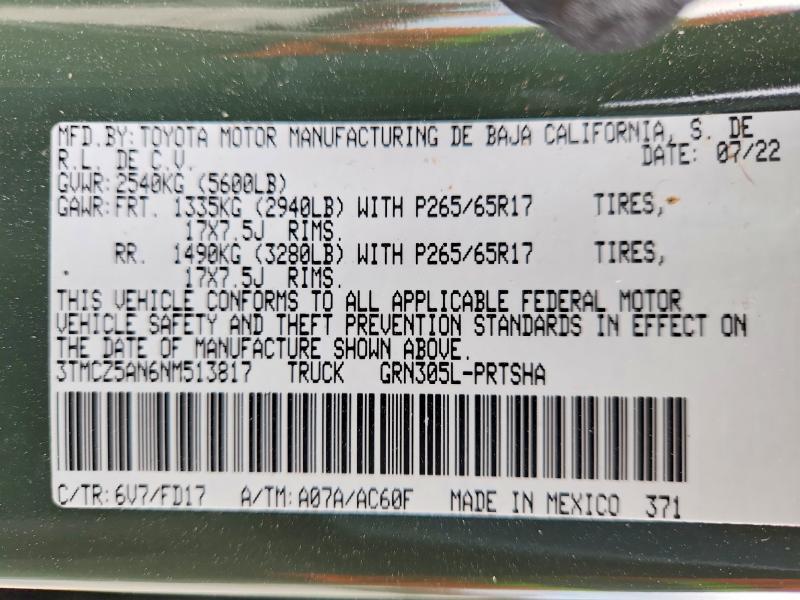 MFD.BY:TOYOTA MOTOR MANUFACTURING DE BAJA CALIFORNIA, S. DE
R.L. DE C.V. DATE: 07/22
GVWR:2540KG (5600LB)
GAWR:FRT. 1335KG (2940LB) WITH P265/65R17 TIRES,
17X7.5J RIMS.
RR. 1490KG (3280LB) WITH P265/65R17 TIRES,
17X7.5J RIMS.
THIS VEHICLE CONFORMS TO ALL APPLICABLE FEDERAL MOTOR
VEHICLE SAFETY AND THEFT PREVENTION STANDARDS IN EFFECT ON
THE DATE OF MANUFACTURE SHOWN ABOVE.
3TMCZ5AN6NM513817 TRUCK GRN305L-PRTSHA
C/TR:6V7/FD17 A/TM:A07A/AC60F MADE IN MEXICO 371